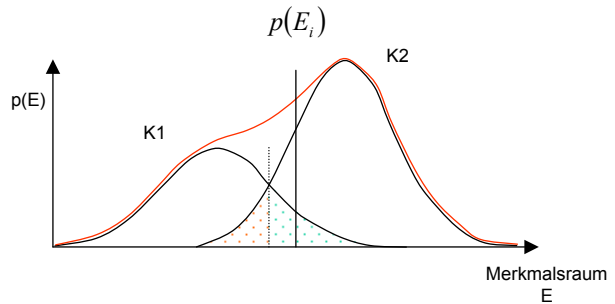 p(E_i)
K2
p(E)
K1
Merkmalsraum
E